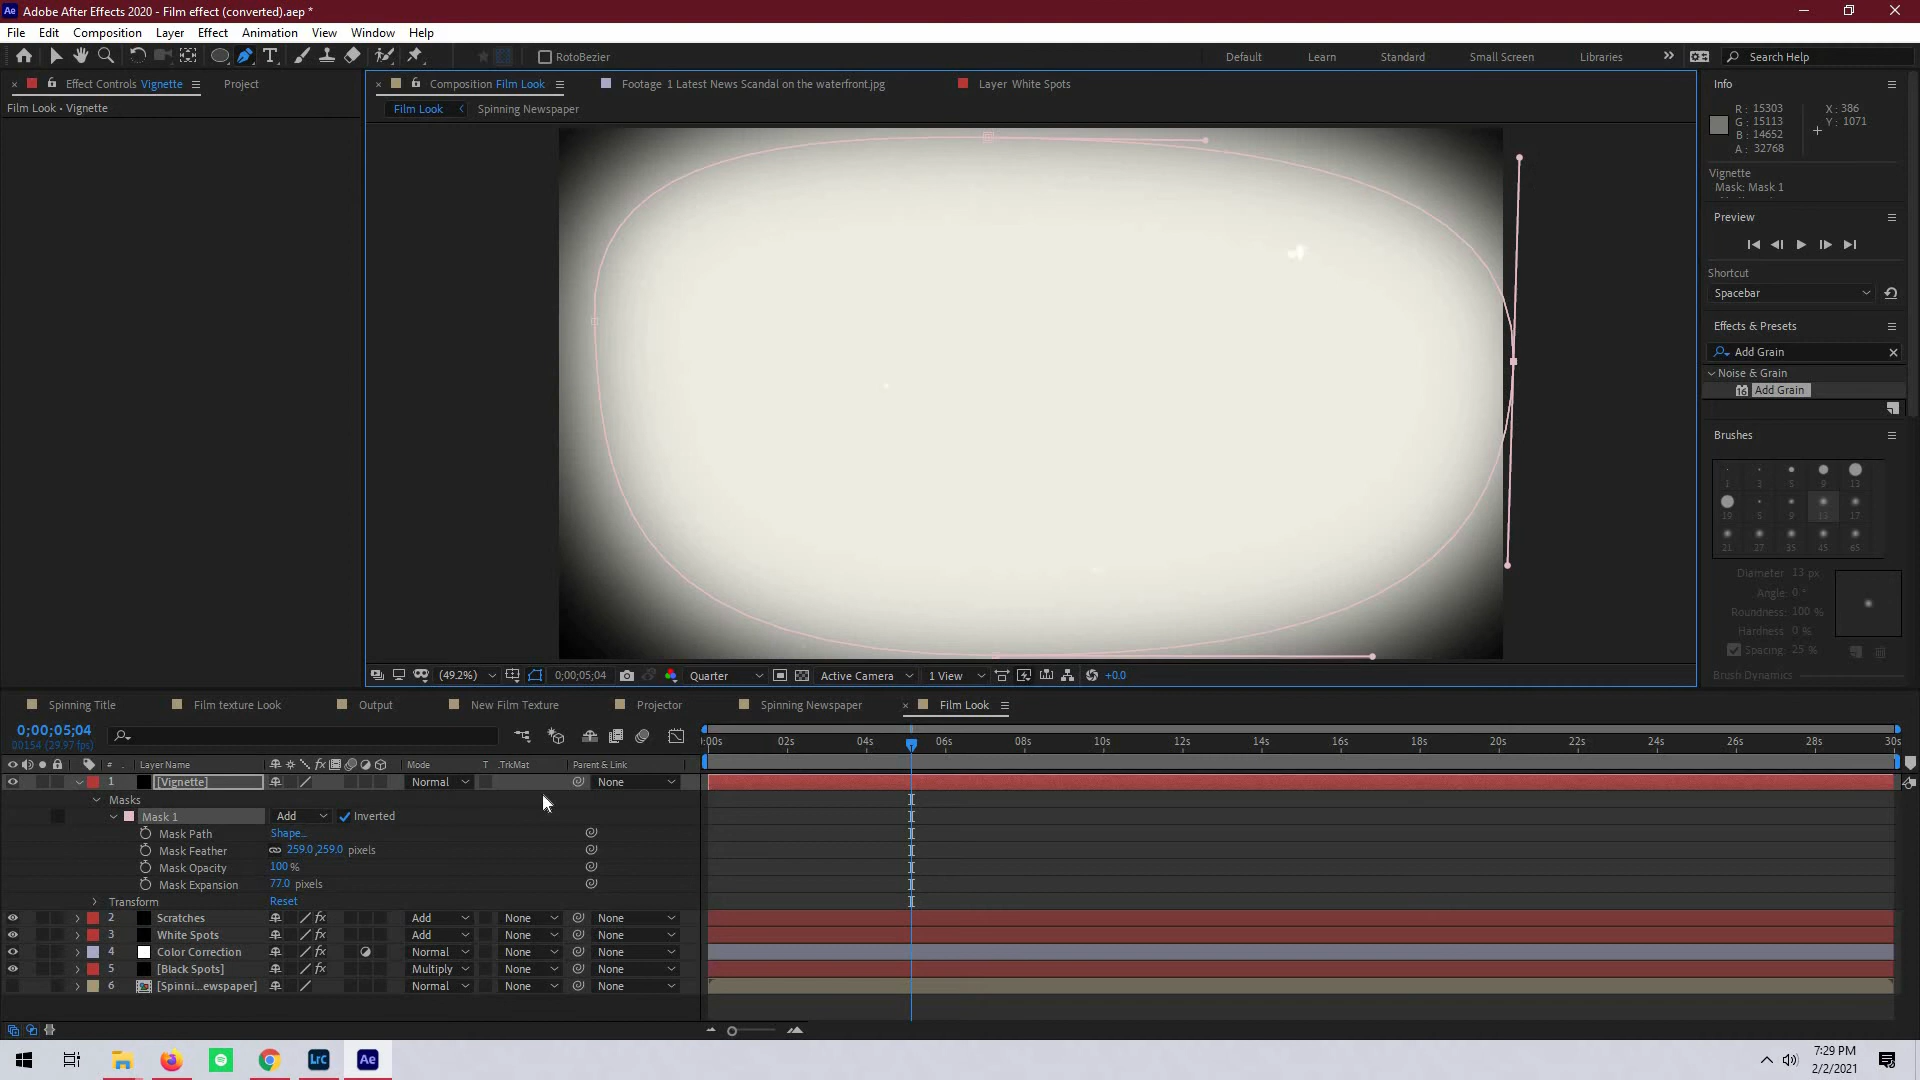 Ae Adobe After Effects 2020 - Film effect (converted).aep *
File Edit Composition Layer Effect Animation View Window Help
RotoBezier Default Learn Standard Small Screen Libraries » Search Help
Effect Controls Vignette Project
Film Look • Vignette
Composition Film Look Footage 1 Latest News Scandal on the waterfront.jpg Layer White Spots
Film Look Spinning Newspaper
Info
R: 15303 X: 386
G: 15113 Y: 1071
B: 14652
A: 32768
Vignette
Mask: Mask 1
Preview
Shortcut
Spacebar
Effects & Presets
Add Grain
Noise & Grain
16 Add Grain
Brushes
1 3 5 9 13
19 5 9 13 17
21 27 35 45 65
Diameter: 13 px
Angle: 0 °
Roundness: 100 %
Hardness: 0 %
Spacing: 25 %
Brush Dynamics
(49.2%) 0;00;05;04 Quarter Active Camera 1 View +0.0
Spinning Title Film texture Look Output New Film Texture Projector Spinning Newspaper Film Look
0;00;05;04
00154 (29.97 fps)
:00s 02s 04s 06s 08s 10s 12s 14s 16s 18s 20s 22s 24s 26s 28s 30s
# Layer Name fx Mode T .TrkMat Parent & Link
1 [Vignette] Normal None
Masks
Mask 1 Add Inverted
Mask Path Shape...
Mask Feather 259.0,259.0 pixels
Mask Opacity 100 %
Mask Expansion 77.0 pixels
Transform Reset
2 Scratches fx Add None None
3 White Spots fx Add None None
4 Color Correction fx Normal None None
5 [Black Spots] fx Multiply None None
6 [Spinni...ewspaper] Normal None None
Lrc Ae
7:29 PM
2/2/2021